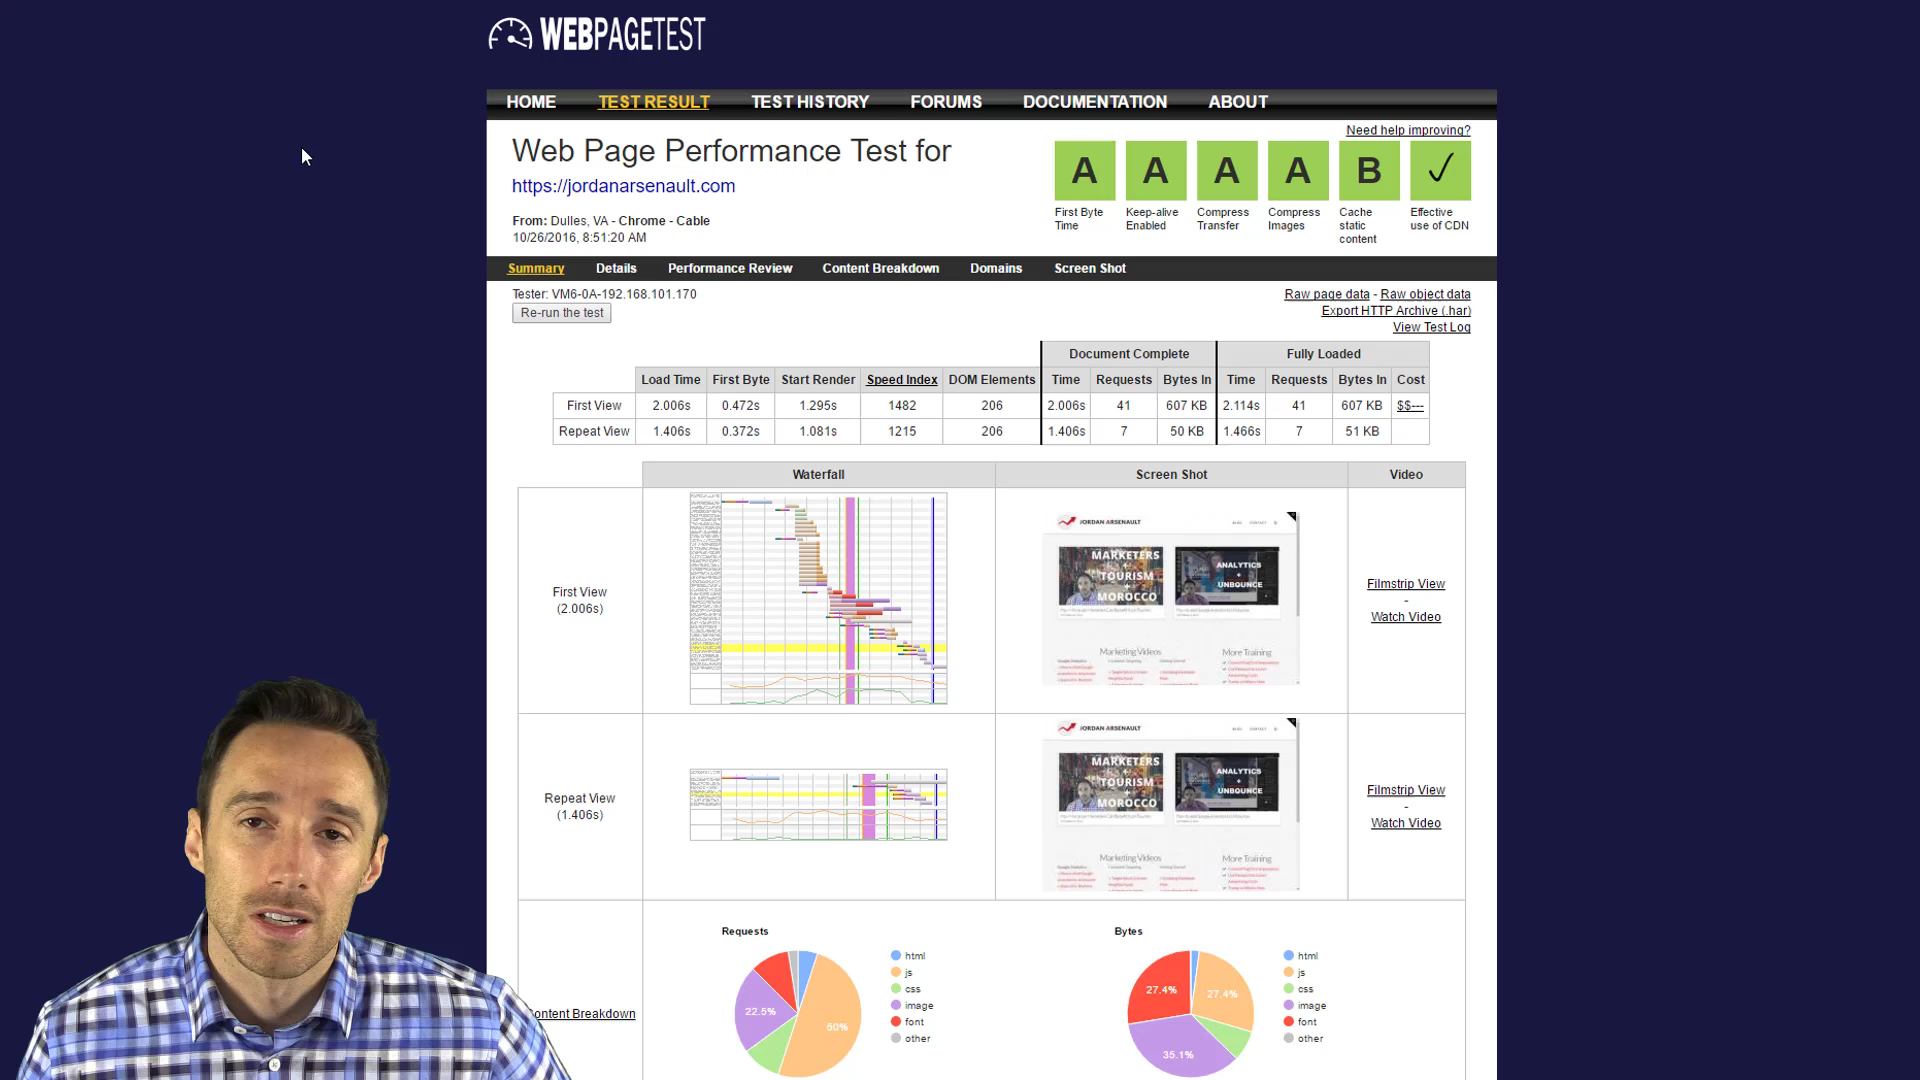 WEBPAGETEST
HOME TEST RESULT TEST HISTORY FORUMS DOCUMENTATION ABOUT
Need help improving?
Web Page Performance Test for
https://jordanarsenault.com
From: Dulles, VA - Chrome - Cable
10/26/2016, 8:51:20 AM
A A A A B ✓
First Byte Time
Keep-alive Enabled
Compress Transfer
Compress Images
Cache static content
Effective use of CDN
Summary Details Performance Review Content Breakdown Domains Screen Shot
Tester: VM6-0A-192.168.101.170
Re-run the test
Raw page data - Raw object data
Export HTTP Archive (.har)
View Test Log
Document Complete Fully Loaded
Load Time First Byte Start Render Speed Index DOM Elements Time Requests Bytes In Time Requests Bytes In Cost
First View 2.006s 0.472s 1.295s 1482 206 2.006s 41 607 KB 2.114s 41 607 KB $$---
Repeat View 1.406s 0.372s 1.081s 1215 206 1.406s 7 50 KB 1.466s 7 51 KB
Waterfall Screen Shot Video
First View
(2.006s)
JORDAN ARSENAULT
BLOG CONTACT
MARKETERS
+
TOURISM
+
MOROCCO
ANALYTICS
+
UNBOUNCE
Marketing Videos
More Training
Filmstrip View
-
Watch Video
Repeat View
(1.406s)
JORDAN ARSENAULT
BLOG CONTACT
MARKETERS
+
TOURISM
+
MOROCCO
ANALYTICS
+
UNBOUNCE
Marketing Videos
More Training
Filmstrip View
-
Watch Video
ontent Breakdown
Requests
22.5%
60%
html
js
css
image
font
other
Bytes
27.4%
27.4%
35.1%
html
js
css
image
font
other